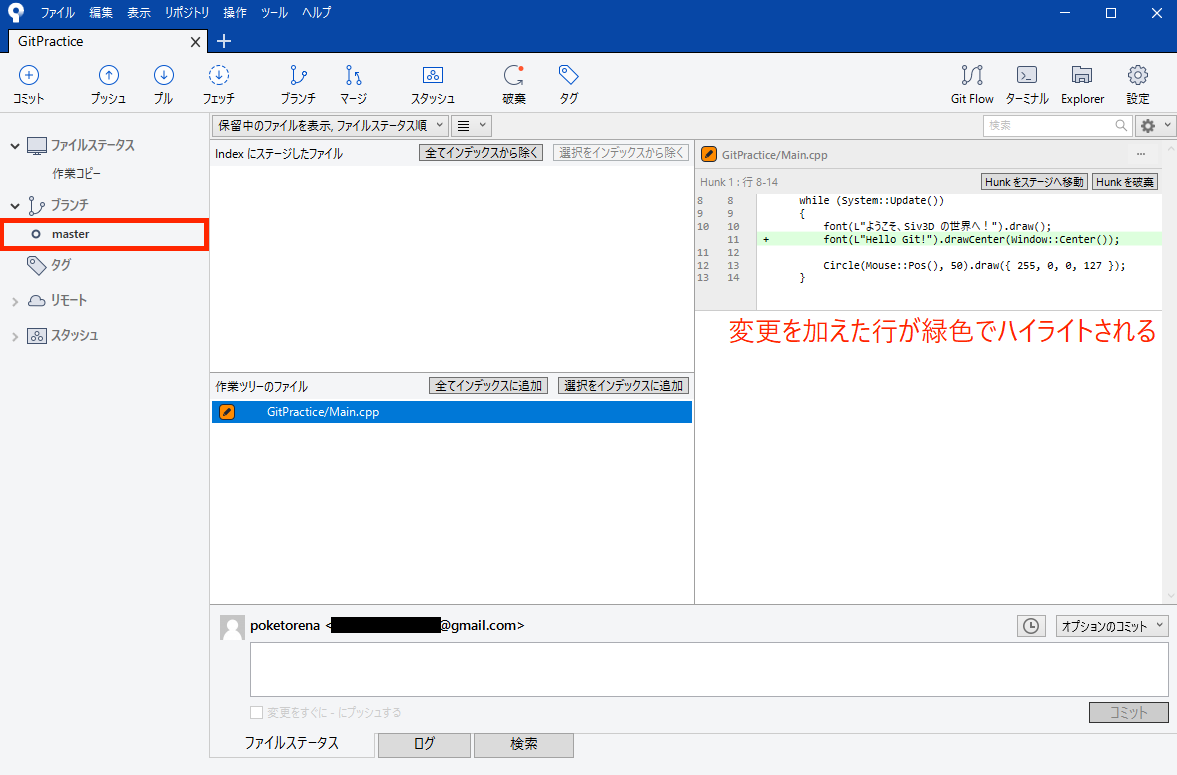 ファイル 編集 表示 リポジトリ 操作 ツール ヘルプ
GitPractice
コミット プッシュ プル フェッチ ブランチ マージ スタッシュ 破棄 タグ Git Flow ターミナル Explorer 設定
保留中のファイルを表示, ファイルステータス順
検索
ファイルステータス
作業コピー
ブランチ
master
タグ
リモート
スタッシュ
Index にステージしたファイル 全てインデックスから除く 選択をインデックスから除く
作業ツリーのファイル 全てインデックスに追加 選択をインデックスに追加
GitPractice/Main.cpp
GitPractice/Main.cpp ...
Hunk 1 : 行 8-14 Hunk をステージへ移動 Hunk を破棄
8 8 while (System::Update())
9 9 {
10 10 font(L"ようこそ、Siv3D の世界へ！").draw();
11 + font(L"Hello Git!").drawCenter(Window::Center());
11 12
12 13 Circle(Mouse::Pos(), 50).draw({ 255, 0, 0, 127 });
13 14 }
変更を加えた行が緑色でハイライトされる
poketorena < @gmail.com>
オプションのコミット
変更をすぐに - にプッシュする
コミット
ファイルステータス ログ 検索